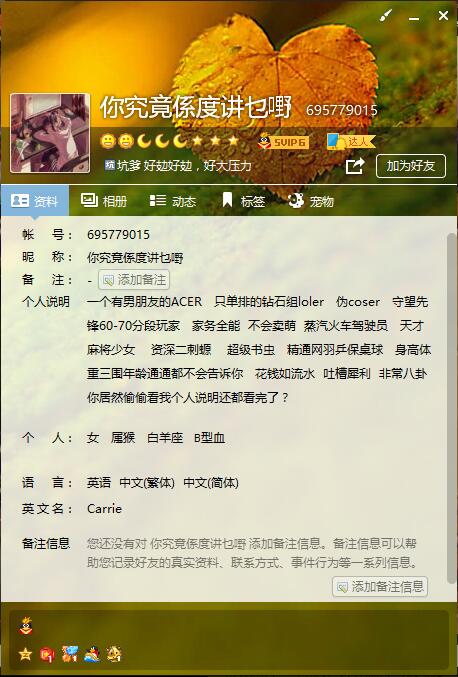 你究竟係度讲乜嘢 695779015
SVIP6 达人
坑爹 好攰好攰,好大压力
加为好友
资料 相册 动态 标签 宠物
帐 号: 695779015
昵 称: 你究竟係度讲乜嘢
备 注: - 添加备注
个人说明 一个有男朋友的ACER 只单排的钻石组loler 伪coser 守望先
锋60-70分段玩家 家务全能 不会卖萌 蒸汽火车驾驶员 天才
麻将少女 资深二刺螈 超级书虫 精通网羽乒保桌球 身高体
重三围年龄通通都不会告诉你 花钱如流水 吐槽犀利 非常八卦
你居然偷偷看我个人说明还都看完了?
个 人: 女 属猴 白羊座 B型血
语 言: 英语 中文(繁体) 中文(简体)
英文名: Carrie
备注信息 您还没有对 你究竟係度讲乜嘢 添加备注信息。备注信息可以帮
助您记录好友的真实资料、联系方式、事件行为等一系列信息。
添加备注信息